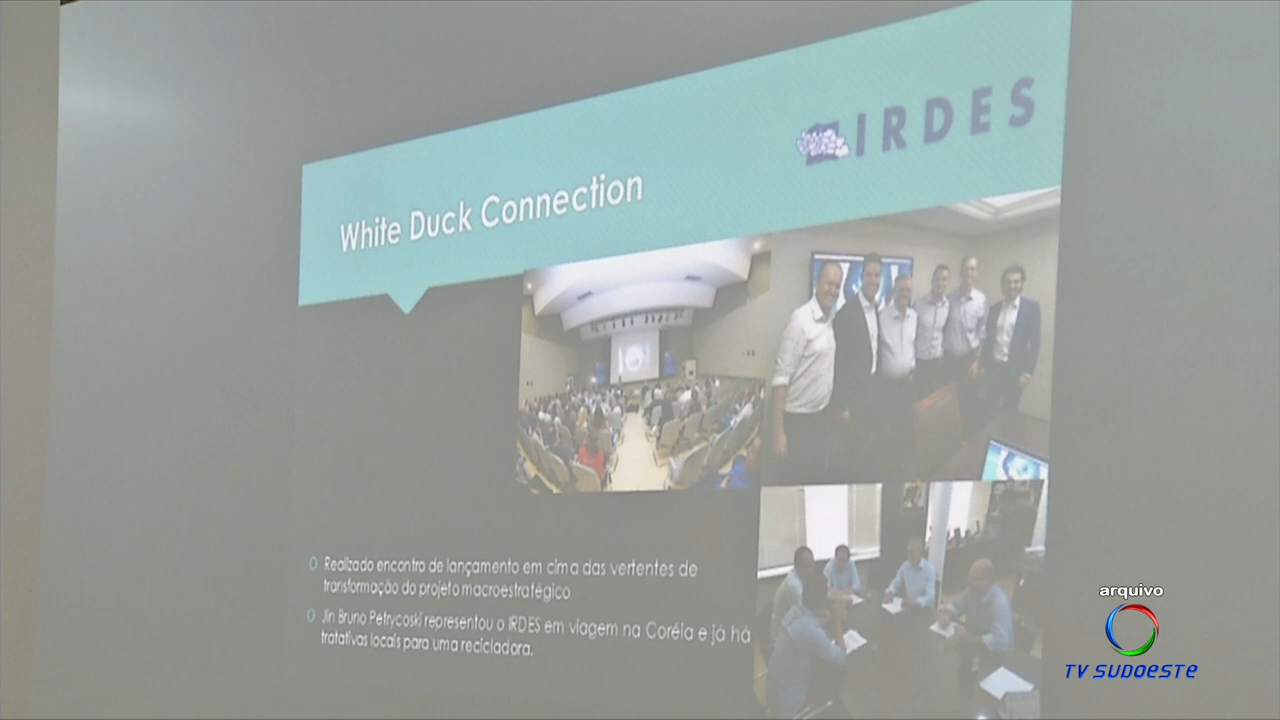 IRDES
White Duck Connection
Realizado encontro de lançamento em cima das vertentes de
transformação do projeto macroestratégico
Jin Bruno Petrycoski representou o IRDES em viagem na Coréia e já há
tratativas locais para uma recicladora.
arquivo
TV SUDOESTE